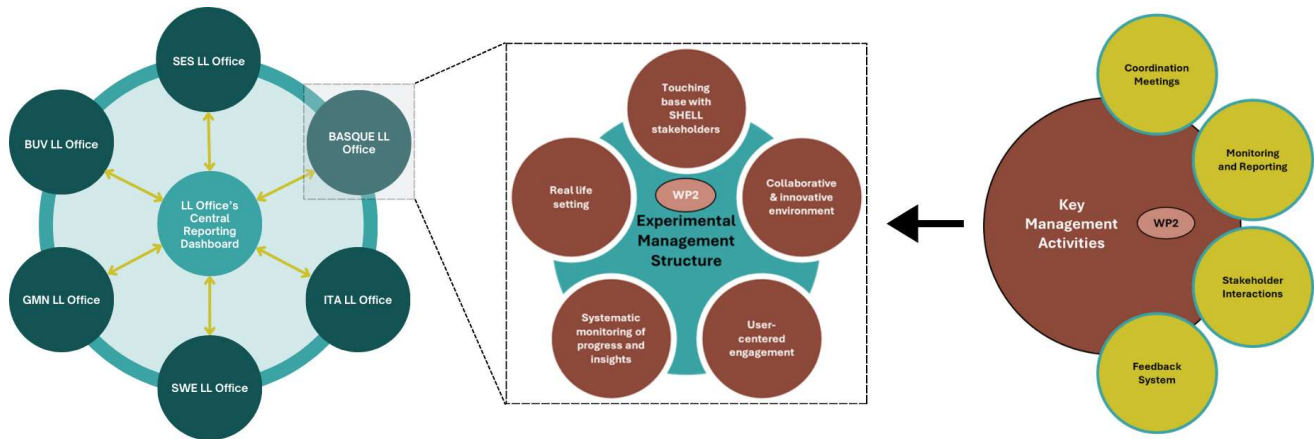 SES LL Office
BUV LL Office
BASQUE LL
Office
LL Office's
Central
Reporting
Dashboard
GMN LL Office
ITA LL Office
SWE LL Office
Touching
base with
SHELL
stakeholders
Real life
setting
Collaborative
& innovative
environment
WP2
Experimental
Management
Structure
Systematic
monitoring of
progress and
insights
User-
centered
engagement
Coordination
Meetings
Monitoring
and Reporting
Key
Management
Activities
WP2
Stakeholder
Interactions
Feedback
System